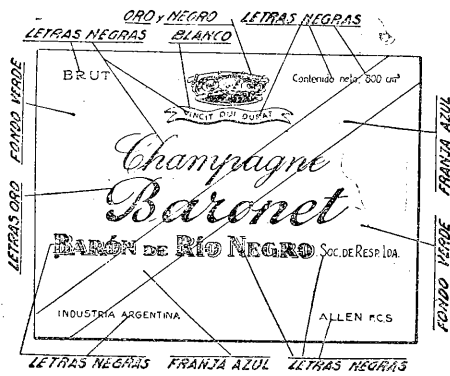 ORO y NEGRO LETRAS NEGRAS
LETRAS NEGRAS BLANCO
BRUT
Contenido neto, 800 cm³
VINCIT QUI DURAT
FONDO VERDE
FRANJA AZUL
Champagne
Baronet
LETRAS ORO
FONDO VERDE
BARÓN DE RÍO NEGRO SOC. DE RESP. LDA.
INDUSTRIA ARGENTINA
ALLEN F.C.S
LETRAS NEGRAS FRANJA AZUL LETRAS NEGRAS